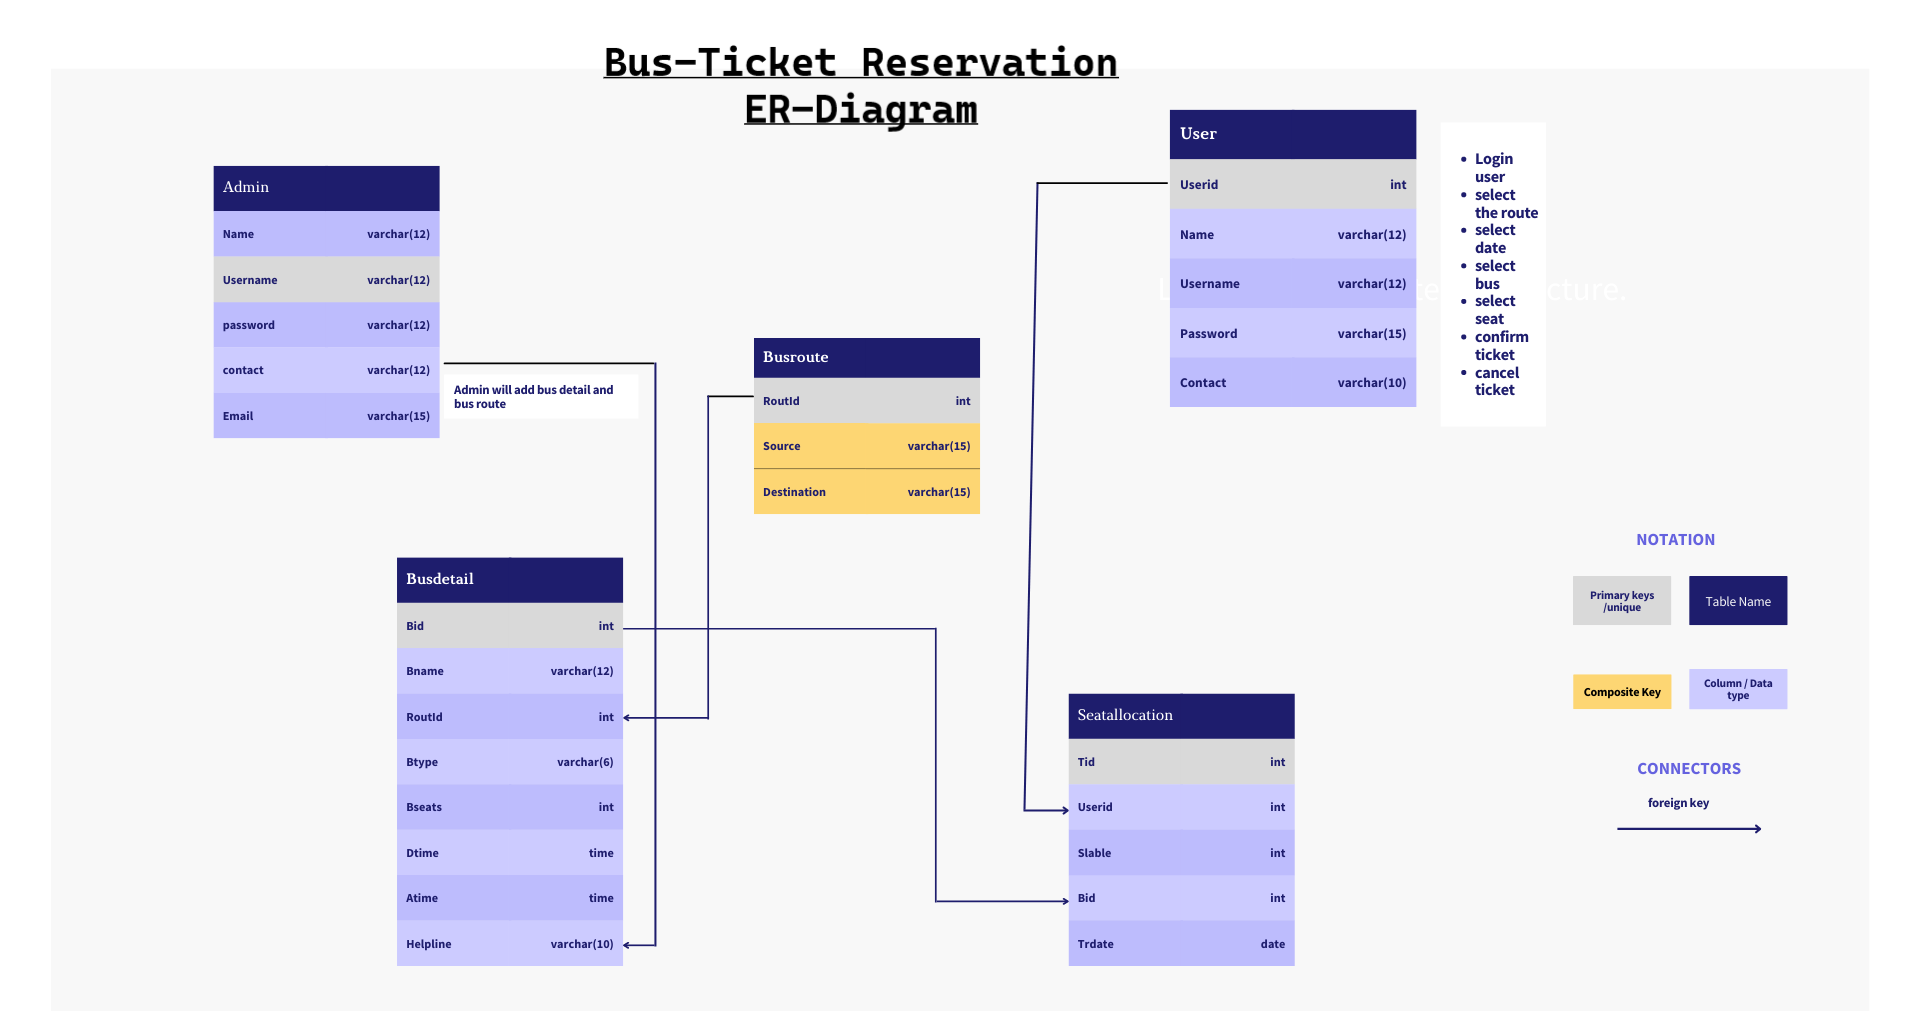 Bus-Ticket Reservation
ER-Diagram
Admin
Name varchar(12)
Username varchar(12)
password varchar(12)
contact varchar(12)
Email varchar(15)
Admin will add bus detail and
bus route
Busroute
RoutId int
Source varchar(15)
Destination varchar(15)
User
Userid int
Name varchar(12)
Username varchar(12)
Password varchar(15)
Contact varchar(10)
• Login
user
• select
the route
• select
date
• select
bus
• select
seat
• confirm
ticket
• cancel
ticket
Busdetail
Bid int
Bname varchar(12)
RoutId int
Btype varchar(6)
Bseats int
Dtime time
Atime time
Helpline varchar(10)
Seatallocation
Tid int
Userid int
Slable int
Bid int
Trdate date
NOTATION
Primary keys
/unique
Table Name
Composite Key
Column / Data
type
CONNECTORS
foreign key